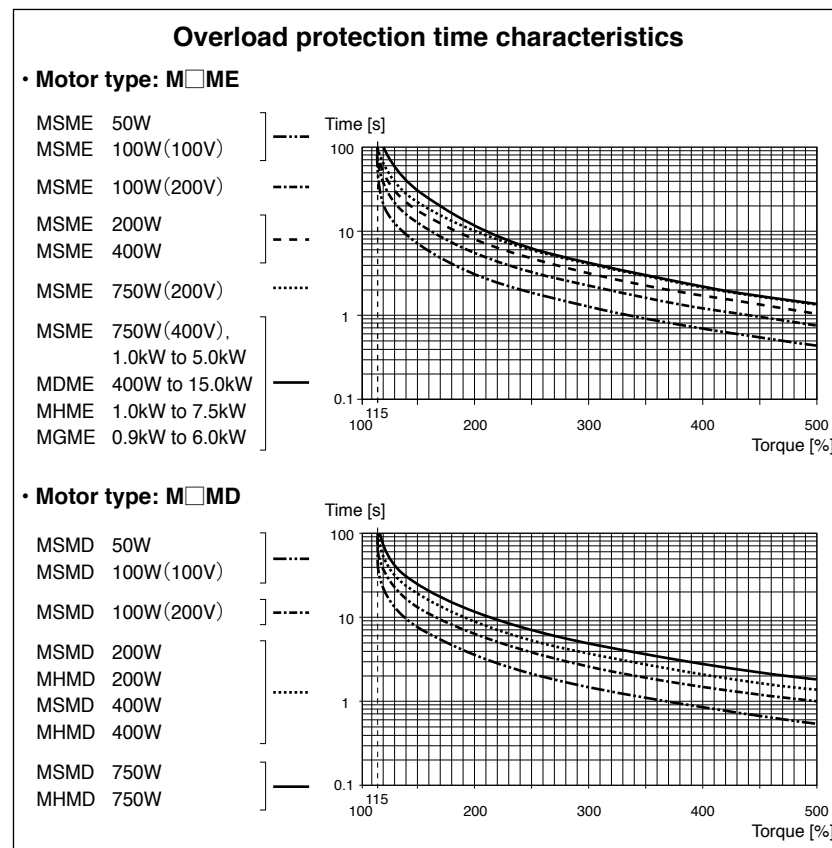 Overload protection time characteristics
・Motor type: M□ME
MSME 50W
MSME 100W(100V)
MSME 100W(200V)
MSME 200W
MSME 400W
MSME 750W(200V)
MSME 750W(400V),
1.0kW to 5.0kW
MDME 400W to 15.0kW
MHME 1.0kW to 7.5kW
MGME 0.9kW to 6.0kW
Time [s]
100
10
1
0.1
100 115 200 300 400 500
Torque [%]
・Motor type: M□MD
MSMD 50W
MSMD 100W(100V)
MSMD 100W(200V)
MSMD 200W
MHMD 200W
MSMD 400W
MHMD 400W
MSMD 750W
MHMD 750W
Time [s]
100
10
1
0.1
100 115 200 300 400 500
Torque [%]